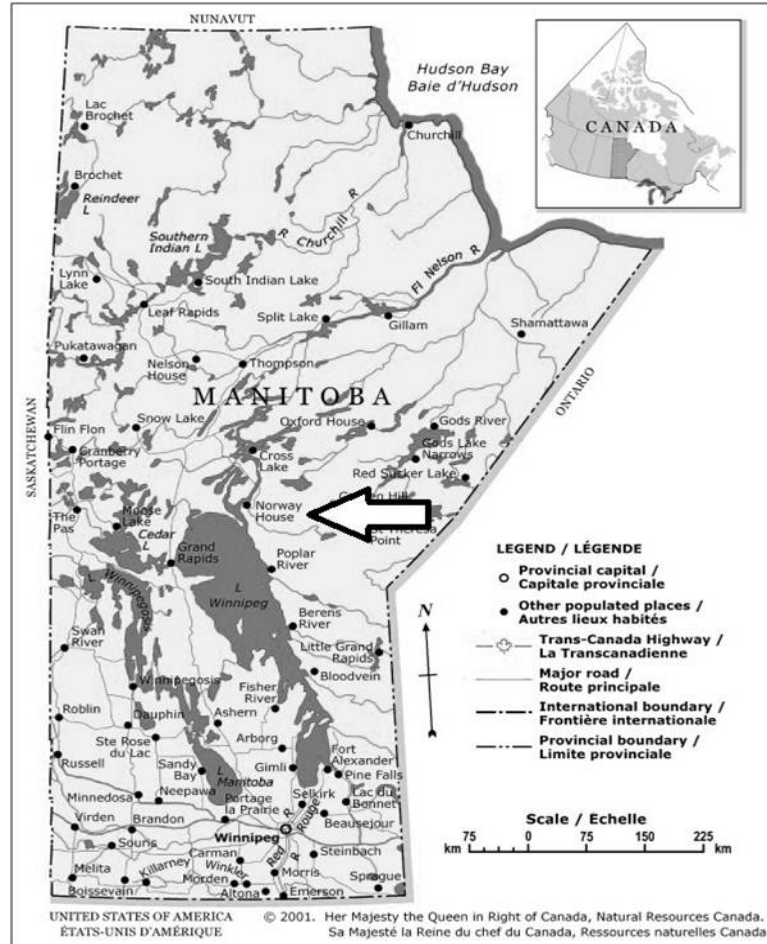 NUNAVUT
Hudson Bay
Baie d'Hudson
CANADA
Lac
Brochet
Churchill
Brochet
Reindeer
L
Southern
Indian L
R Churchill R
Fl Nelson R
Lynn
Lake
South Indian Lake
Leaf Rapids
Split Lake
Gillam
Shamattawa
Pukatawagan
Nelson
House
Thompson
MANITOBA
ONTARIO
SASKATCHEWAN
Snow Lake
Oxford House
Gods River
Flin Flon
Cranberry
Portage
Cross
Lake
Gods Lake
Narrows
Red Sucker Lake
Norway
House
The
Pas
Moose
Lake
Cedar
L
Hill
Theresa
Point
Grand
Rapids
Poplar
River
L Winnipegosis
L
Winnipeg
Berens
River
Swan
River
Little Grand
Rapids
Bloodvein
Winnipegosis
Fisher
River
Roblin
Dauphin
Ashern
Ste Rose
du Lac
Arborg
Russell
Sandy
Bay
L
Manitoba
Gimli
Fort
Alexander
Pine Falls
Minnedosa
Neepawa
Portage
la Prairie
Selkirk
Lac du
Bonnet
Virden
Brandon
Winnipeg
Red R
Rouge R
Beausejour
Souris
Carman
Steinbach
Melita
Killarney
Winkler
Morden
Morris
Sprague
Boissevain
Altona
Emerson
LEGEND / LÉGENDE
Provincial capital /
Capitale provinciale
Other populated places /
Autres lieux habités
Trans-Canada Highway /
La Transcanadienne
Major road /
Route principale
International boundary /
Frontière internationale
Provincial boundary /
Limite provinciale
N
Scale / Échelle
75 0 75 150 225
km km
UNITED STATES OF AMERICA
ÉTATS-UNIS D'AMÉRIQUE
© 2001. Her Majesty the Queen in Right of Canada, Natural Resources Canada.
Sa Majesté la Reine du chef du Canada, Ressources naturelles Canada